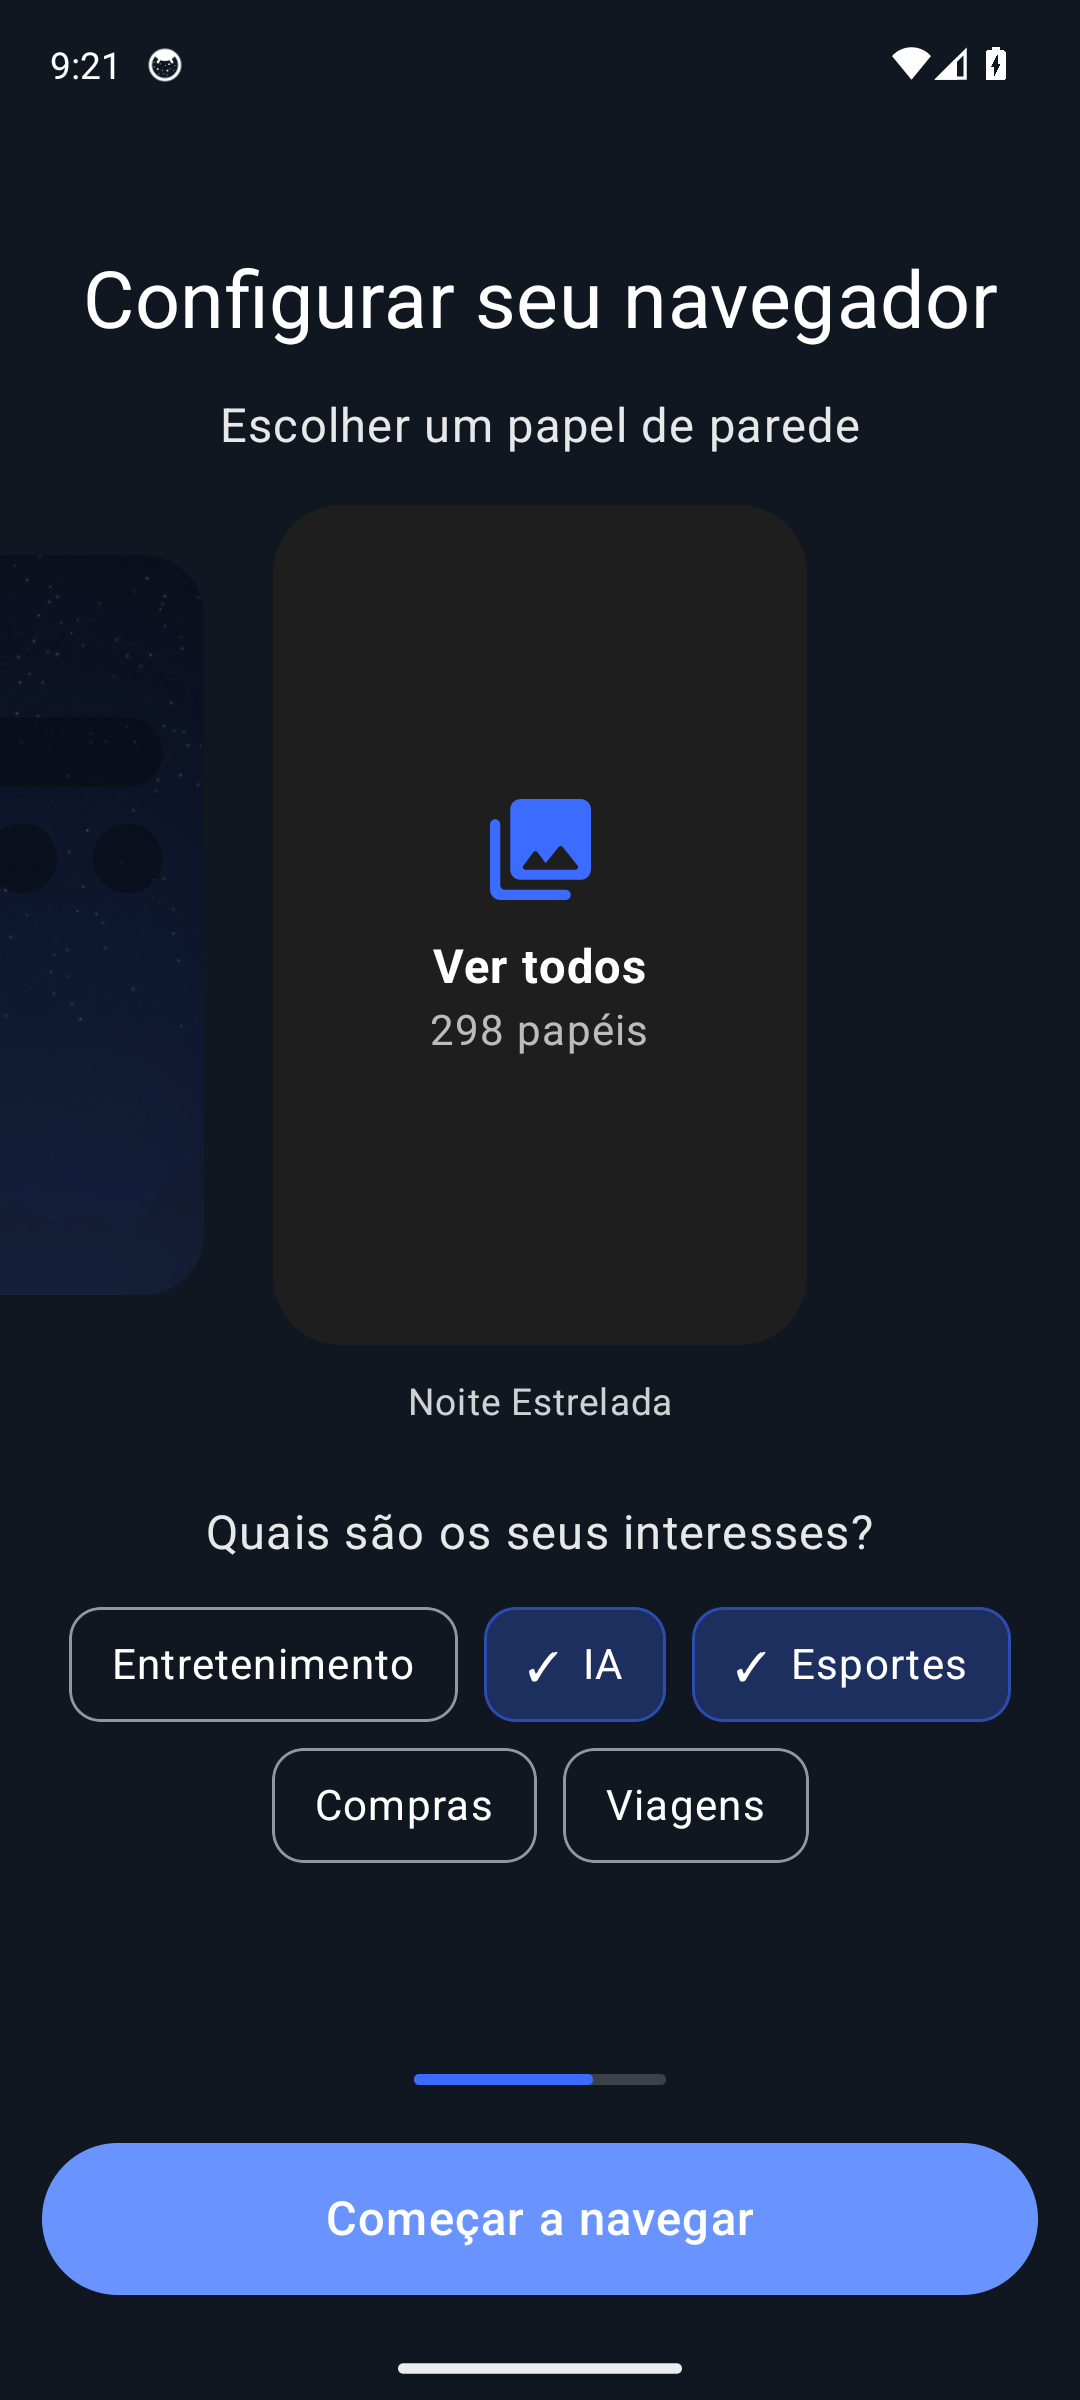 9:21
Configurar seu navegador
Escolher um papel de parede
Ver todos
298 papéis
Noite Estrelada
Quais são os seus interesses?
Entretenimento ✓ IA ✓ Esportes
Compras Viagens
Começar a navegar